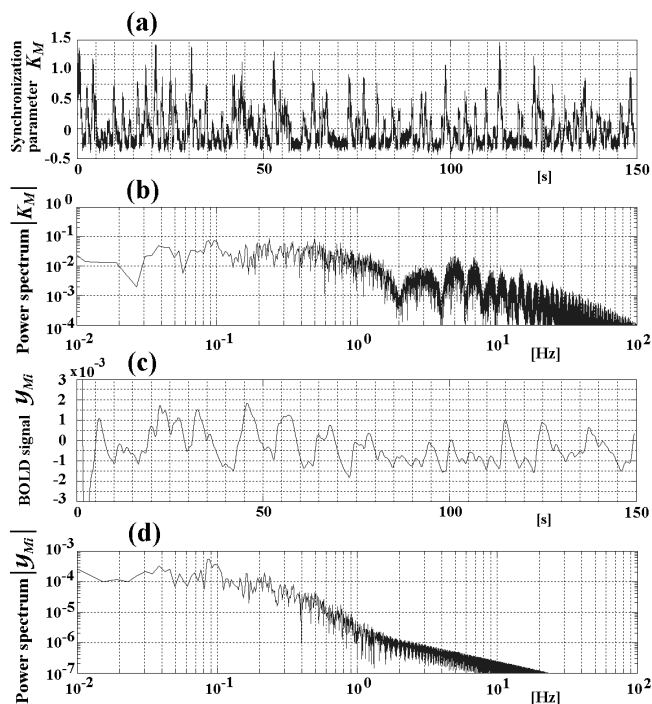 (a)
Synchronization
parameter K_M
1.5
1.0
0.5
0
-0.5
0 50 100 150
[s]
(b)
Power spectrum |K_M|
10^0
10^-1
10^-2
10^-3
10^-4
10^-2 10^-1 10^0 10^1 10^2
[Hz]
(c)
BOLD signal y_Mi
x10^-3
3
2
1
0
-1
-2
-3
0 50 100 150
[s]
(d)
Power spectrum |y_Mi|
10^-3
10^-4
10^-5
10^-6
10^-7
10^-2 10^-1 10^0 10^1 10^2
[Hz]